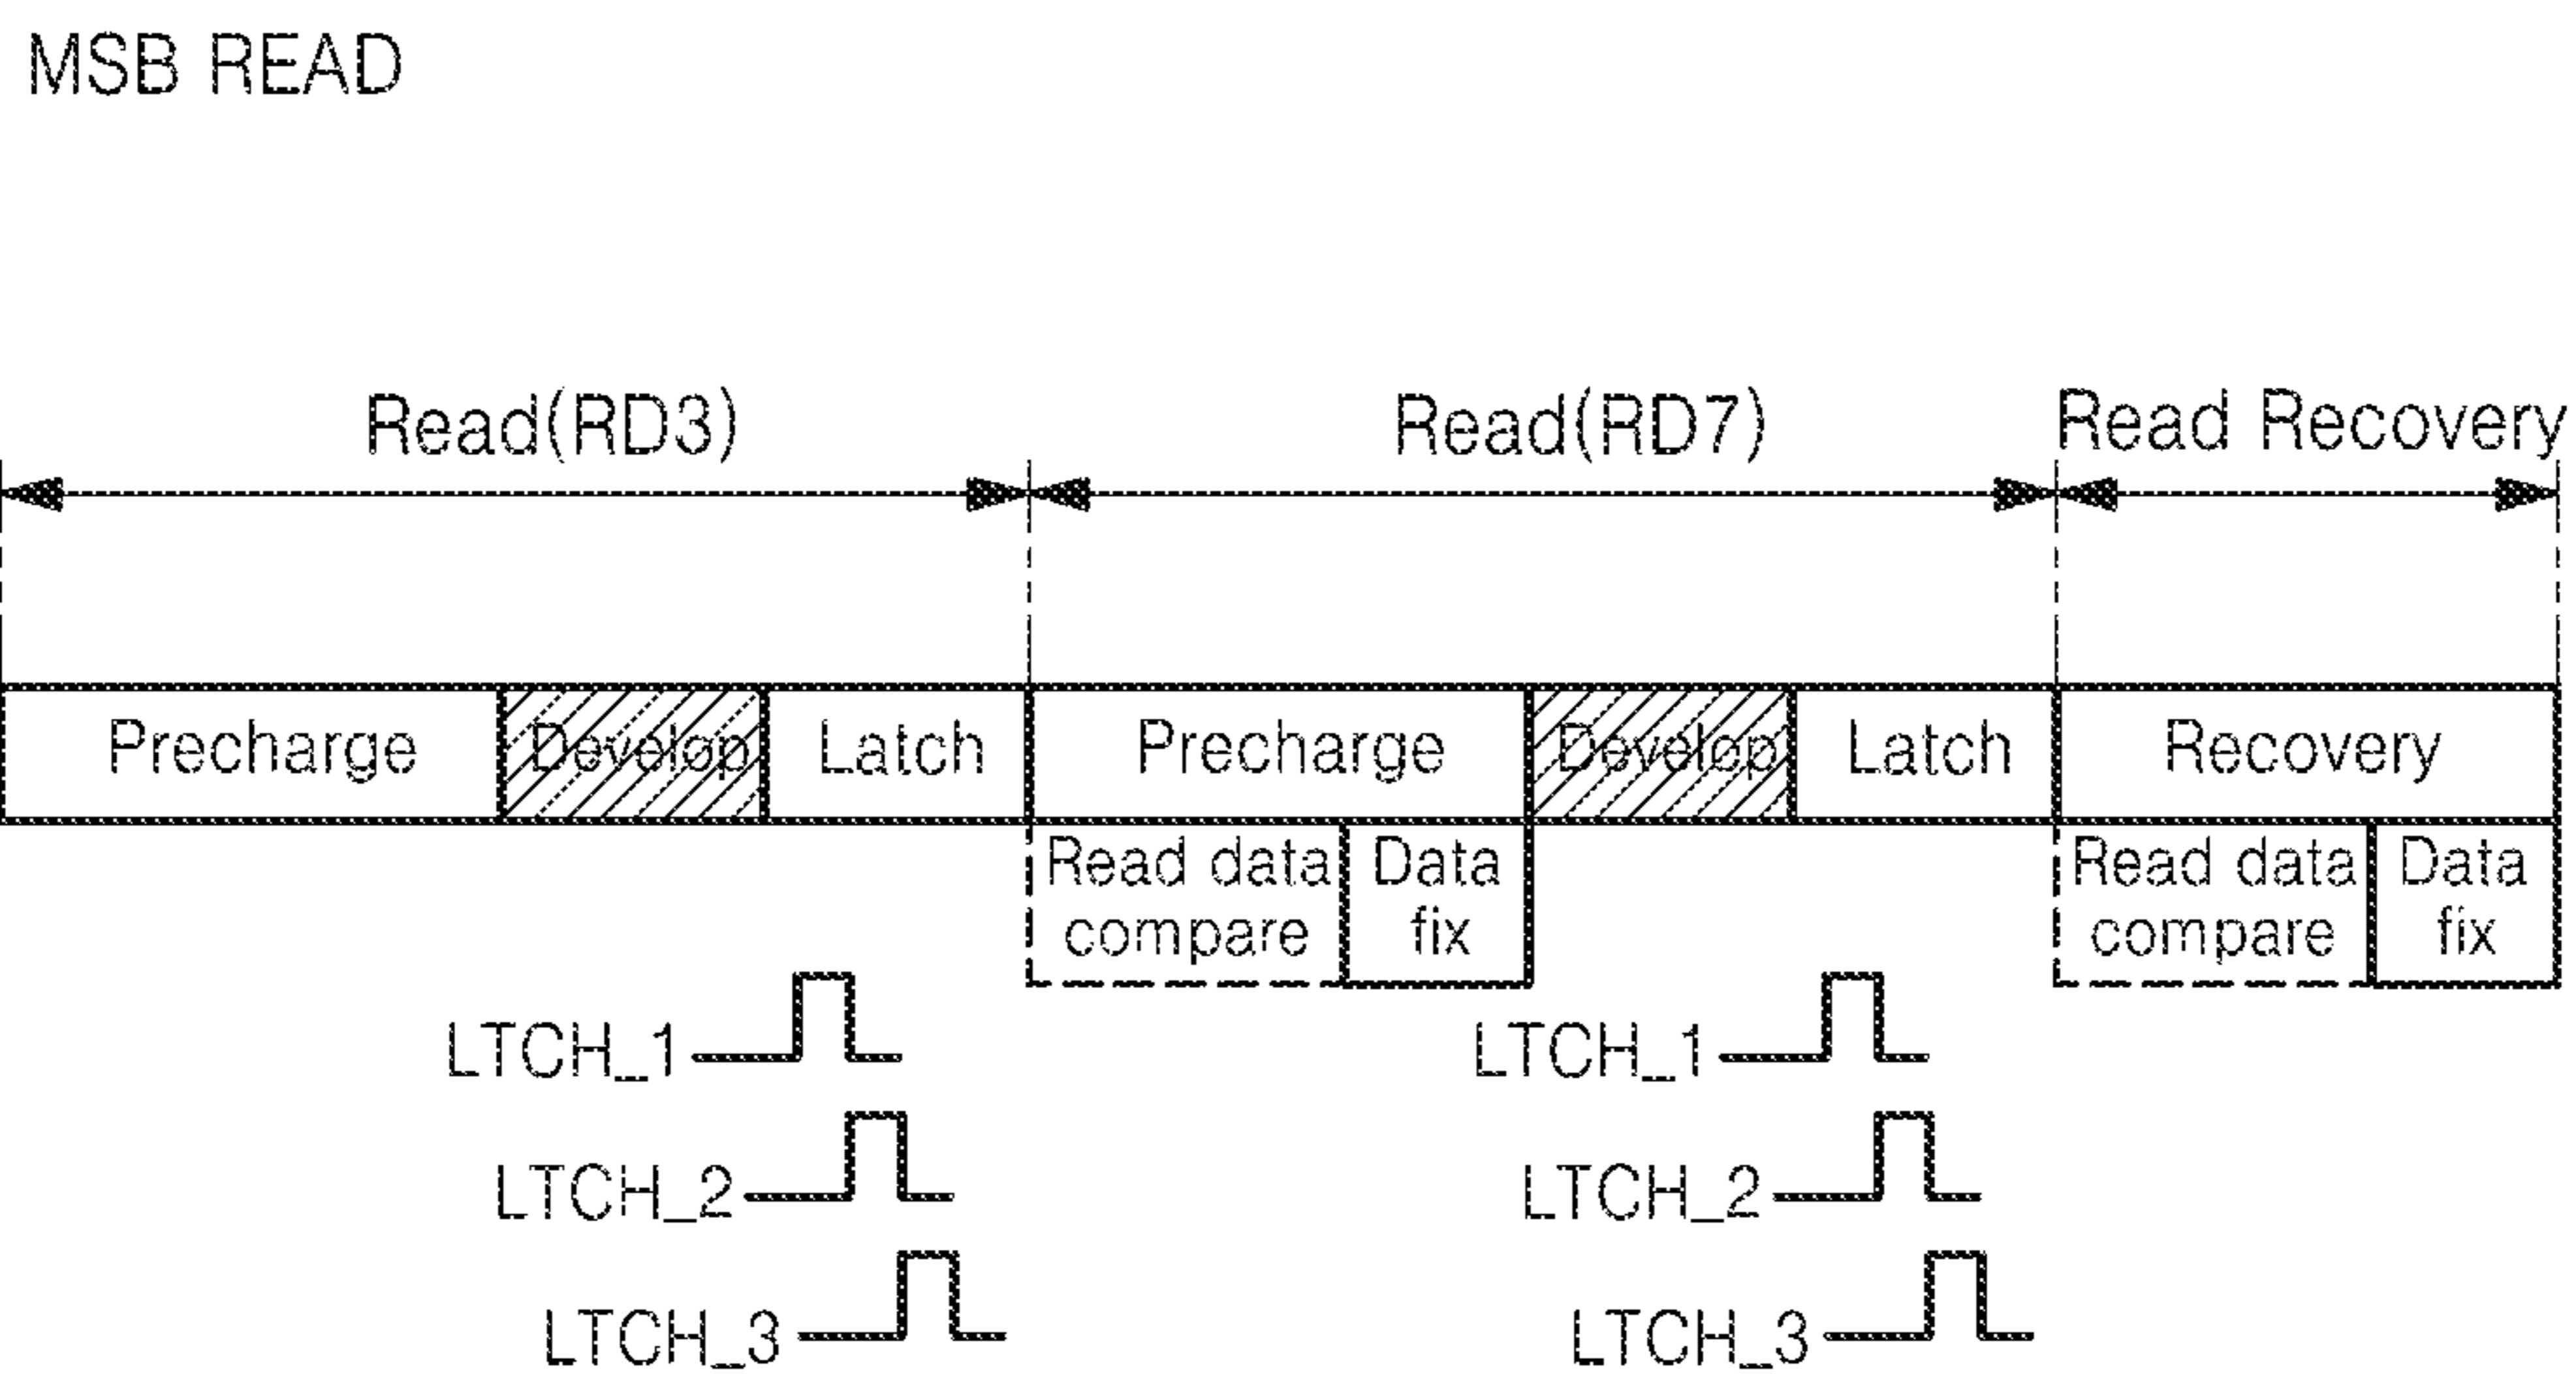 MSB READ
Read(RD3) Read(RD7) Read Recovery
Precharge Develop Latch Precharge Develop Latch Recovery
Read data Data Read data Data
compare fix compare fix
LTCH_1 LTCH_1
LTCH_2 LTCH_2
LTCH_3 LTCH_3